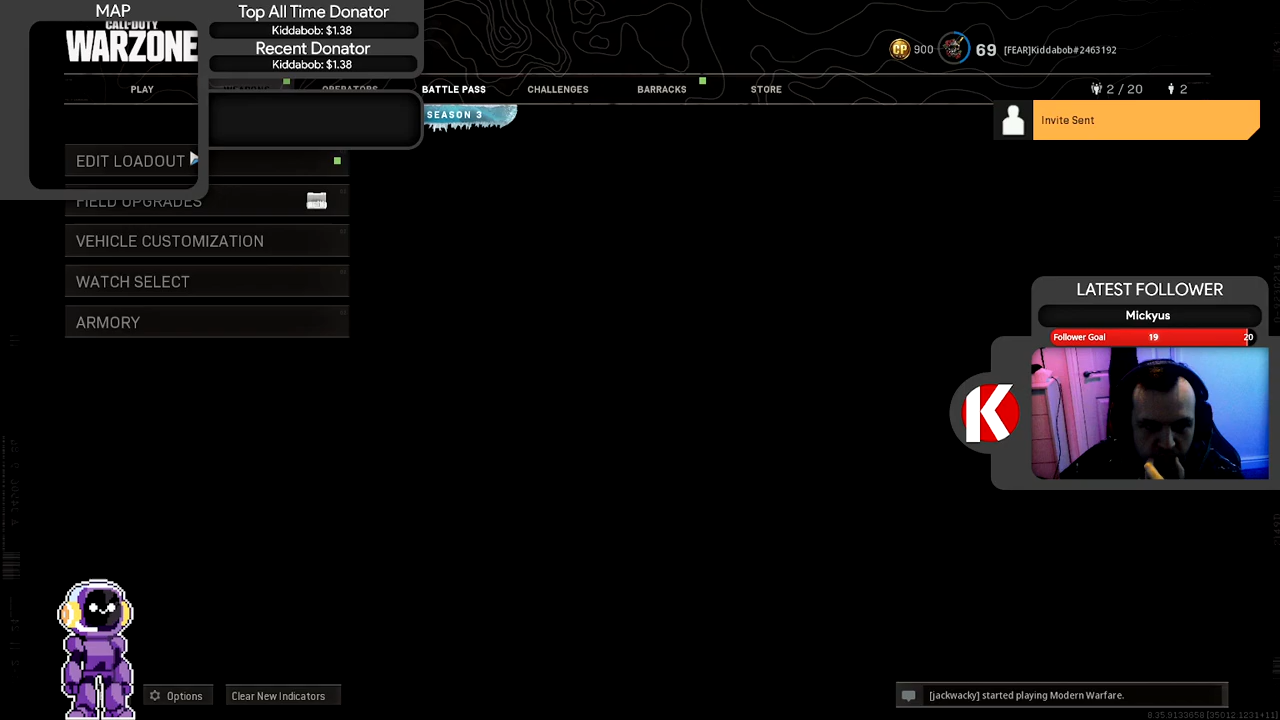 MAP
CALL OF DUTY
WARZONE
Top All Time Donator
Kiddabob: $1.38
Recent Donator
Kiddabob: $1.38
900
69
[FEAR]Kiddabob#2463192
PLAY
WEAPONS
OPERATORS
BATTLE PASS
CHALLENGES
BARRACKS
STORE
2 / 20
2
SEASON 3
Invite Sent
EDIT LOADOUT
FIELD UPGRADES
VEHICLE CUSTOMIZATION
WATCH SELECT
ARMORY
LATEST FOLLOWER
Mickyus
Follower Goal 19 20
K
Options
Clear New Indicators
[jackwacky] started playing Modern Warfare.